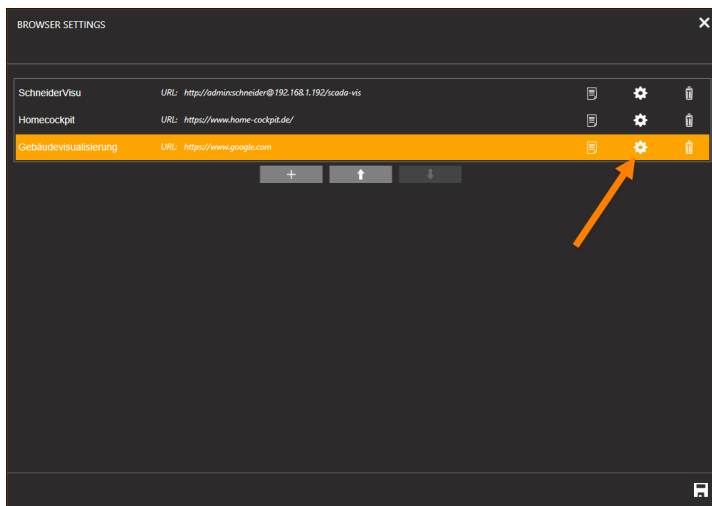 BROWSER SETTINGS
SchneiderVisu URL: http://admin:schneider@192.168.1.192/scada-vis
Homecockpit URL: https://www.home-cockpit.de/
Gebäudevisualisierung URL: https://www.google.com